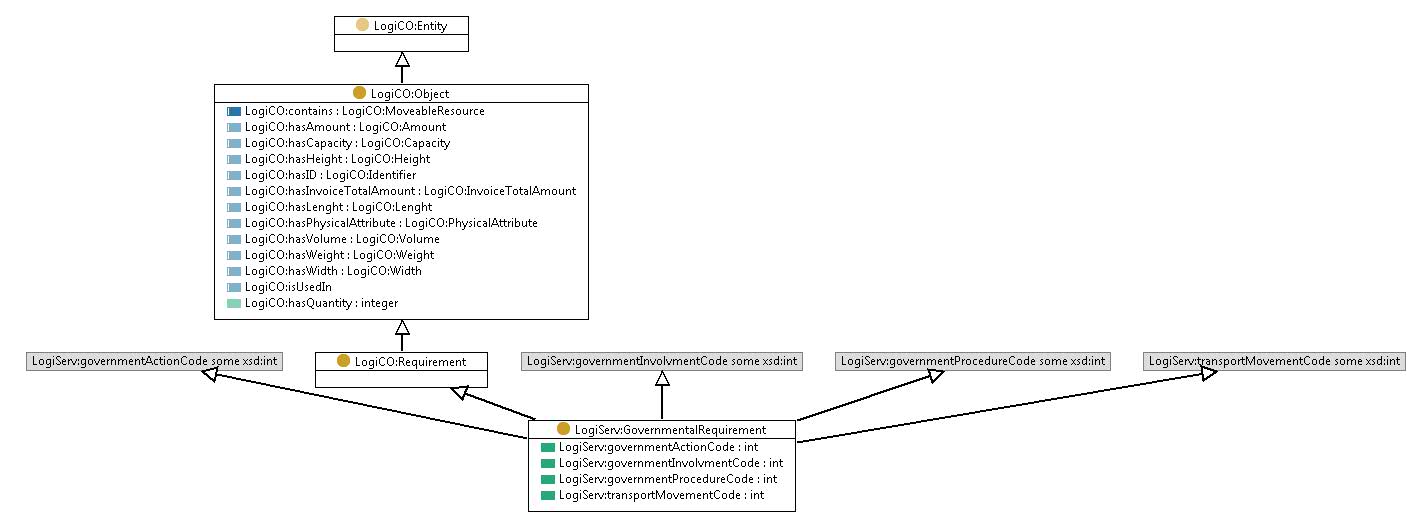 LogiCO:Entity
LogiCO:Object
LogiCO:contains : LogiCO:MoveableResource
LogiCO:hasAmount : LogiCO:Amount
LogiCO:hasCapacity : LogiCO:Capacity
LogiCO:hasHeight : LogiCO:Height
LogiCO:hasID : LogiCO:Identifier
LogiCO:hasInvoiceTotalAmount : LogiCO:InvoiceTotalAmount
LogiCO:hasLenght : LogiCO:Lenght
LogiCO:hasPhysicalAttribute : LogiCO:PhysicalAttribute
LogiCO:hasVolume : LogiCO:Volume
LogiCO:hasWeight : LogiCO:Weight
LogiCO:hasWidth : LogiCO:Width
LogiCO:isUsedIn
LogiCO:hasQuantity : integer
LogiServ:governmentActionCode some xsd:int
LogiCO:Requirement
LogiServ:governmentInvolvmentCode some xsd:int
LogiServ:governmentProcedureCode some xsd:int
LogiServ:transportMovementCode some xsd:int
LogiServ:GovernmentalRequirement
LogiServ:governmentActionCode : int
LogiServ:governmentInvolvmentCode : int
LogiServ:governmentProcedureCode : int
LogiServ:transportMovementCode : int